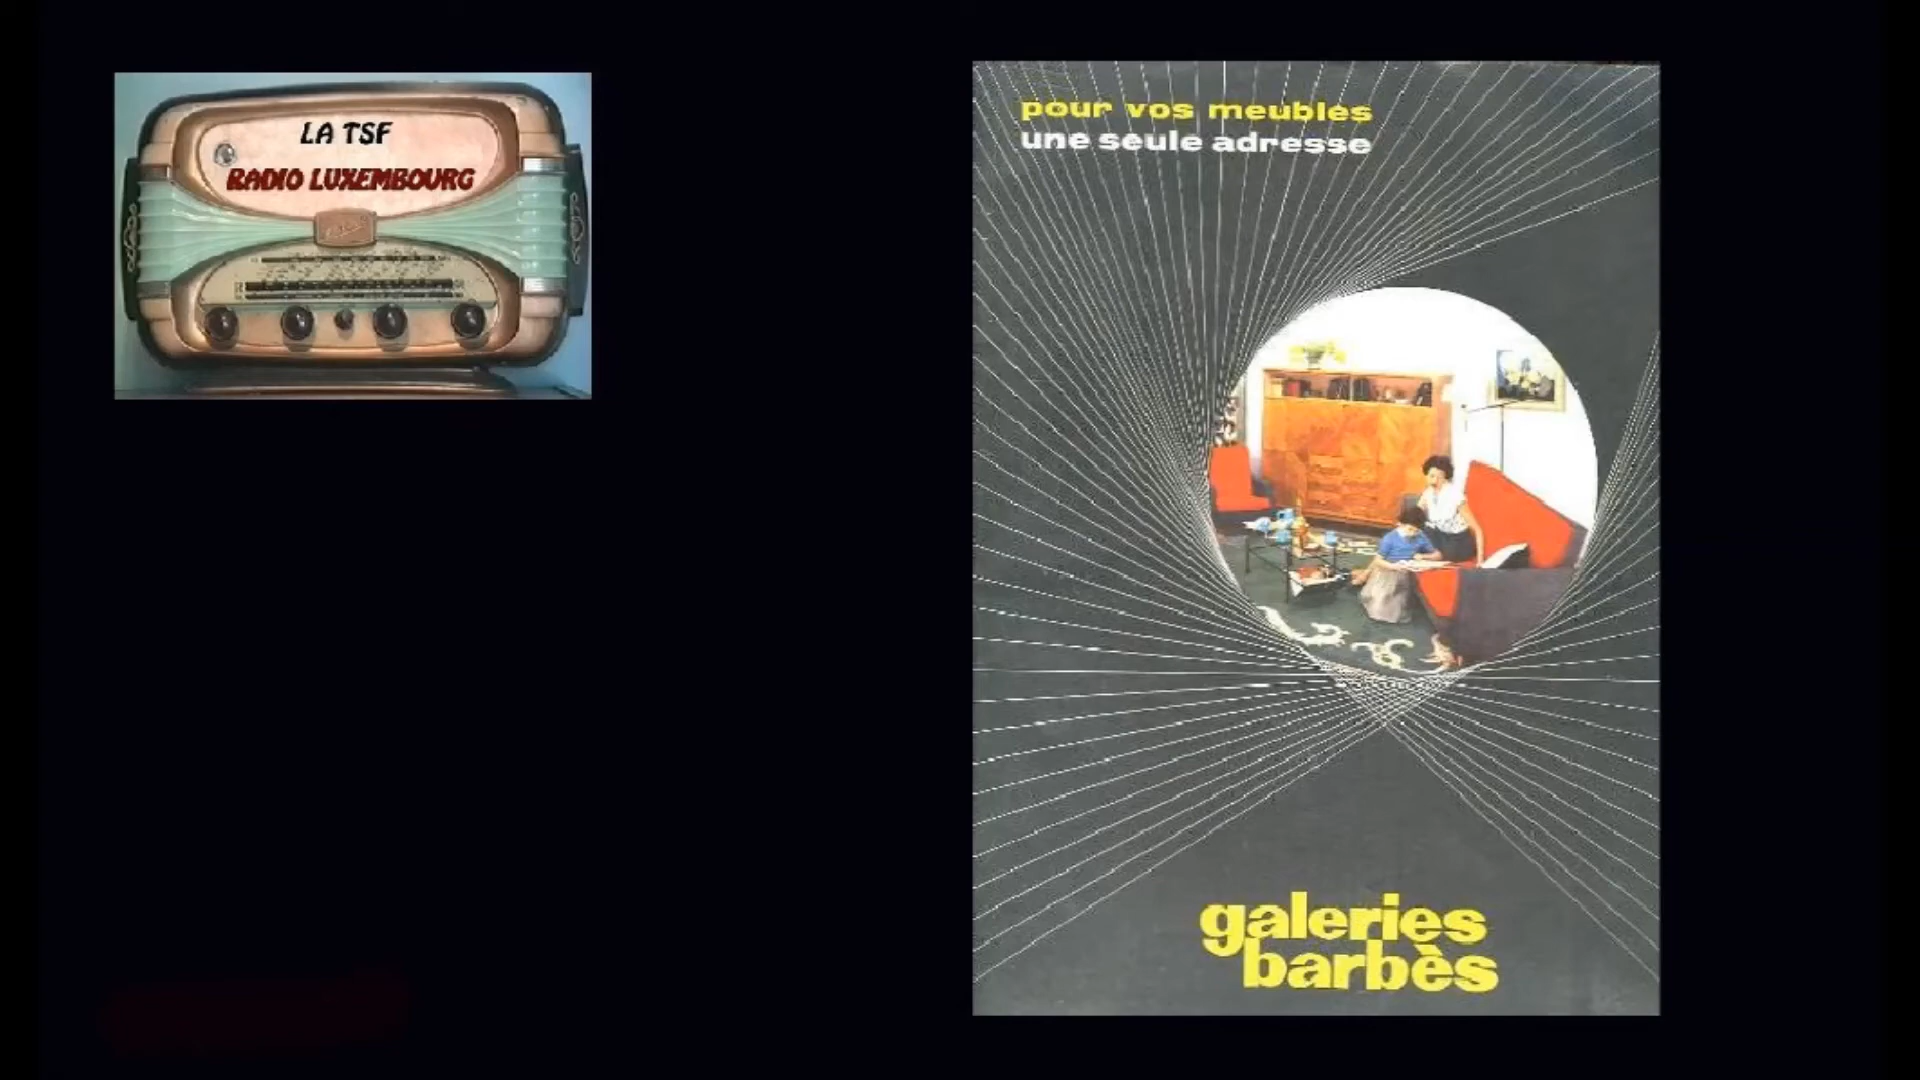 LA TSF
RADIO LUXEMBOURG
pour vos meubles
une seule adresse
galeries
barbès